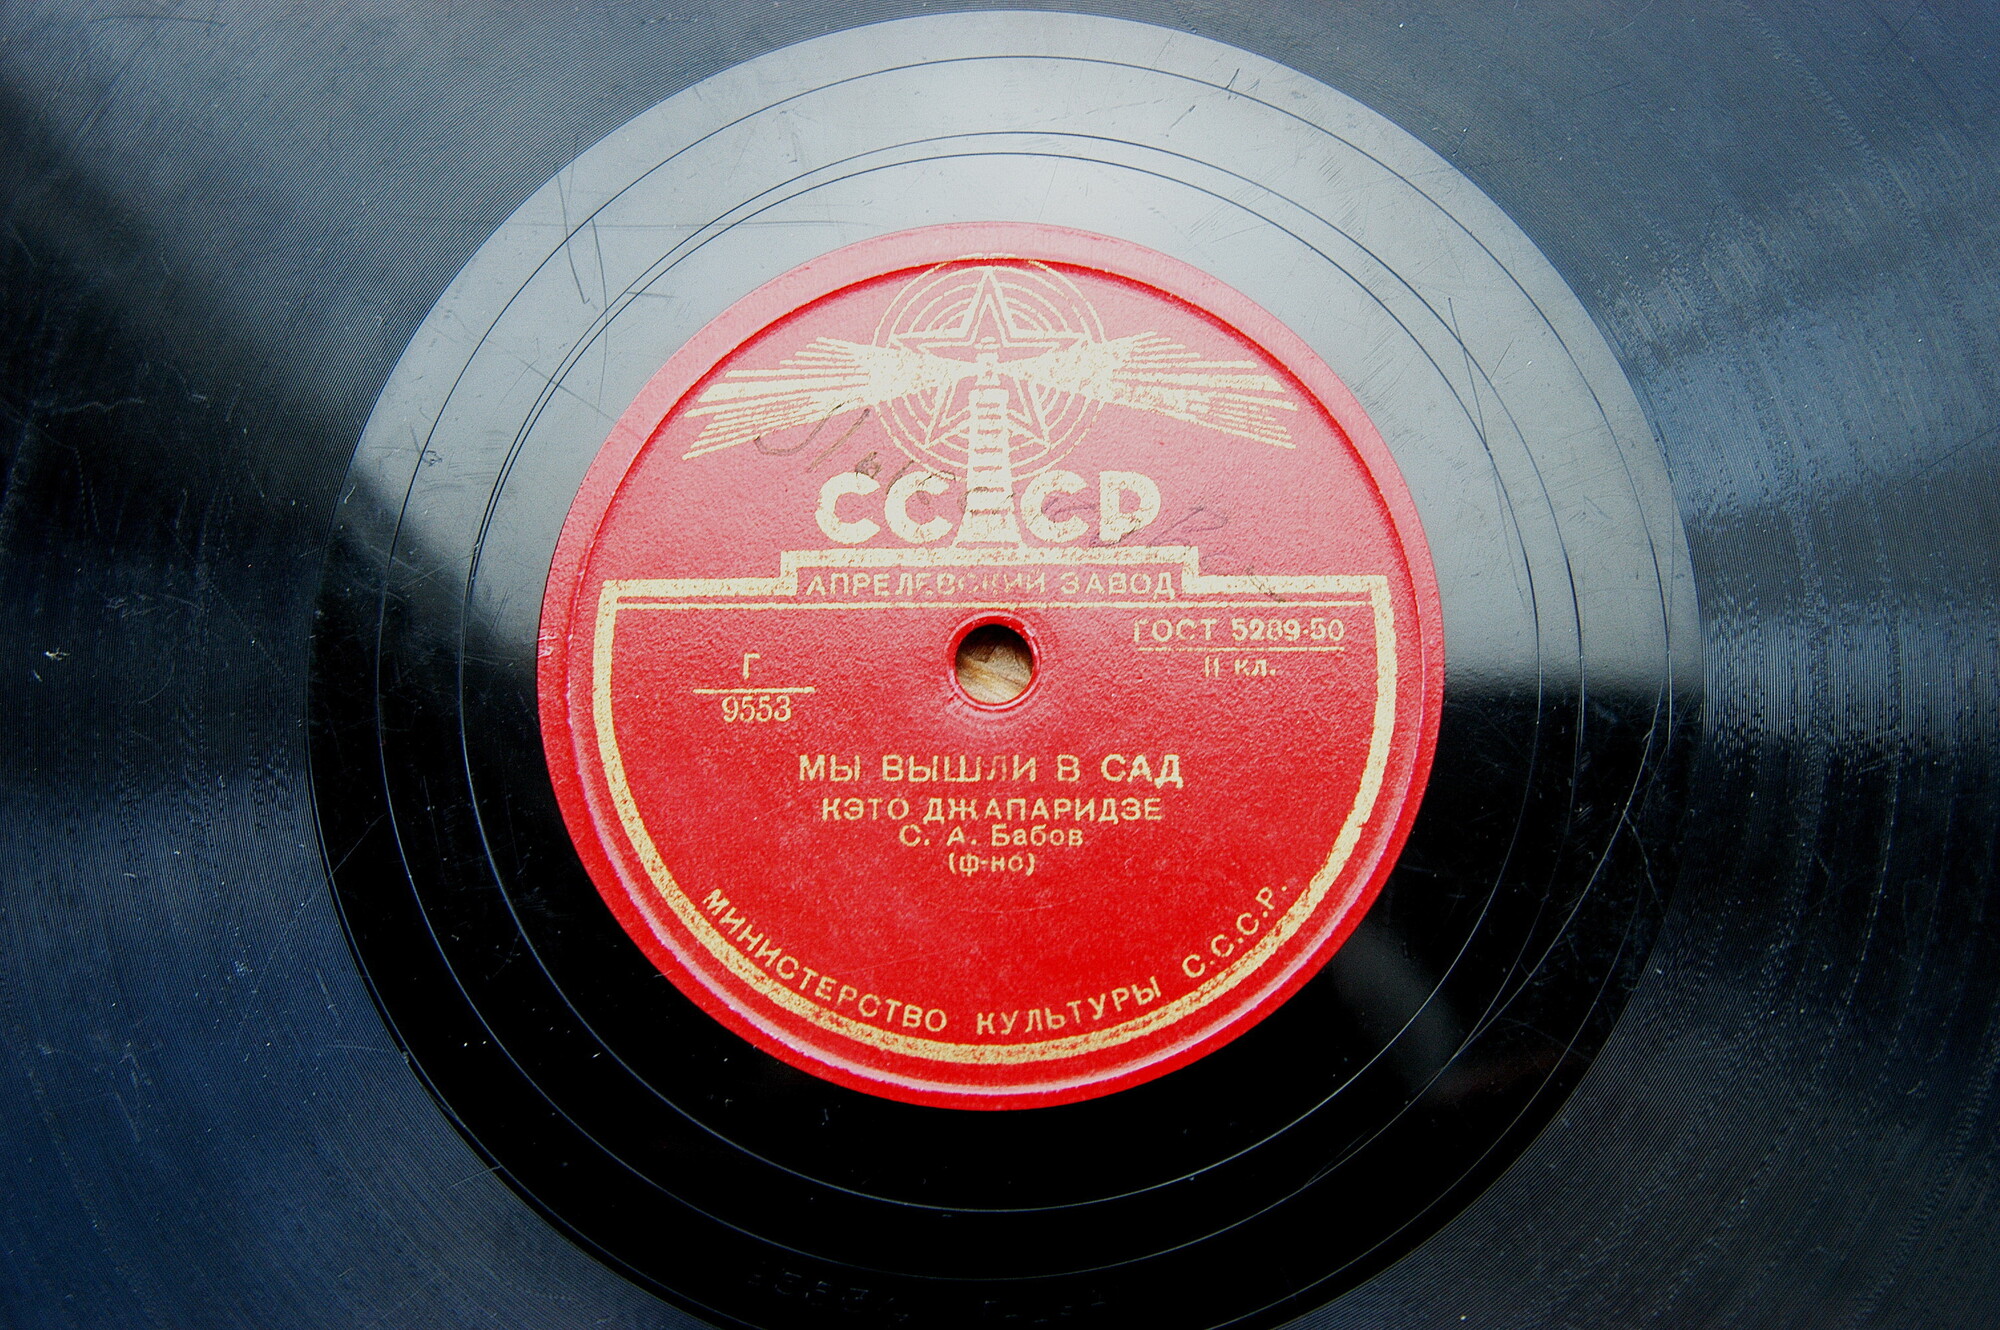 СССР
АПРЕЛЕВСКИЙ ЗАВОД
ГОСТ 5289-50
II кл.
Г
9553
МЫ ВЫШЛИ В САД
КЭТО ДЖАПАРИДЗЕ
С. А. Бабов
(ф-но)
МИНИСТЕРСТВО КУЛЬТУРЫ С.С.С.Р.